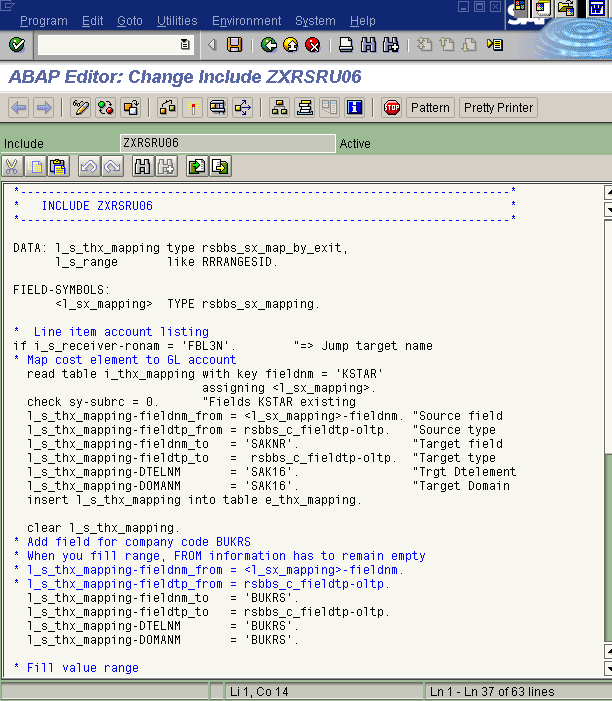 Program Edit Goto Utilities Environment System Help
SAP
ABAP Editor: Change Include ZXRSRU06
STOP Pattern Pretty Printer
Include ZXRSRU06 Active
*----------------------------------------------------------------------*
*   INCLUDE ZXRSRU06                                                   *
*----------------------------------------------------------------------*
DATA: l_s_thx_mapping type rsbbs_sx_map_by_exit,
      l_s_range       like RRRANGESID.
FIELD-SYMBOLS:
      <l_sx_mapping>  TYPE rsbbs_sx_mapping.
*  Line item account listing
if i_s_receiver-ronam = 'FBL3N'.        "=> Jump target name
* Map cost element to GL account
  read table i_thx_mapping with key fieldnm = 'KSTAR'
                           assigning <l_sx_mapping>.
  check sy-subrc = 0.      "Fields KSTAR existing
  l_s_thx_mapping-fieldnm_from = <l_sx_mapping>-fieldnm. "Source field
  l_s_thx_mapping-fieldtp_from = rsbbs_c_fieldtp-oltp.   "Source type
  l_s_thx_mapping-fieldnm_to   = 'SAKNR'.                "Target field
  l_s_thx_mapping-fieldtp_to   =  rsbbs_c_fieldtp-oltp.  "Target type
  l_s_thx_mapping-DTELNM       = 'SAK16'.                "Trgt Dtelement
  l_s_thx_mapping-DOMANM       = 'SAK16'.                "Target Domain
  insert l_s_thx_mapping into table e_thx_mapping.
  clear l_s_thx_mapping.
* Add field for company code BUKRS
* When you fill range, FROM information has to remain empty
* l_s_thx_mapping-fieldnm_from = <l_sx_mapping>-fieldnm.
* l_s_thx_mapping-fieldtp_from = rsbbs_c_fieldtp-oltp.
  l_s_thx_mapping-fieldnm_to   = 'BUKRS'.
  l_s_thx_mapping-fieldtp_to   = rsbbs_c_fieldtp-oltp.
  l_s_thx_mapping-DTELNM       = 'BUKRS'.
  l_s_thx_mapping-DOMANM       = 'BUKRS'.
* Fill value range
Li 1, Co 14 Ln 1 - Ln 37 of 63 lines